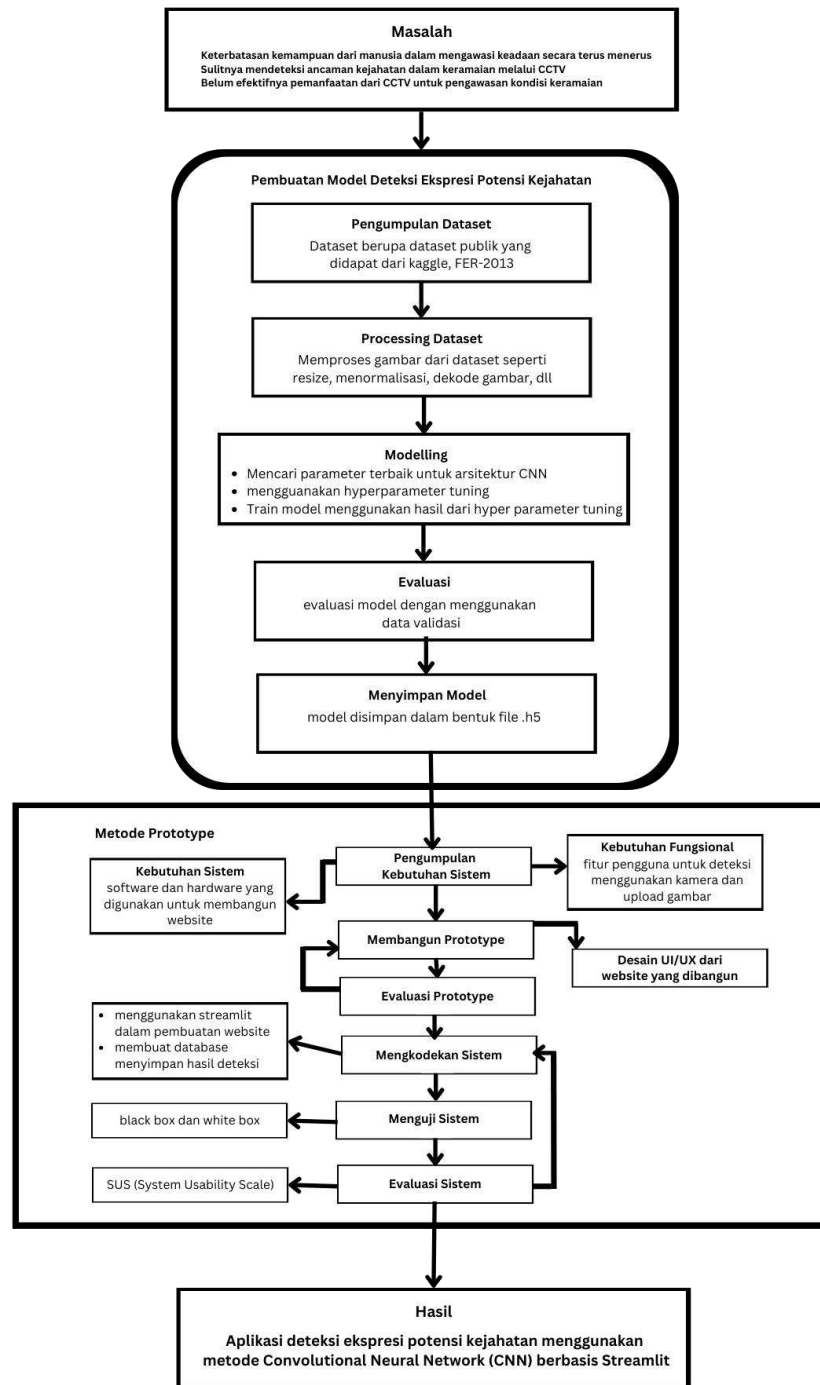 Masalah
Keterbatasan kemampuan dari manusia dalam mengawasi keadaan secara terus menerus
Sulitnya mendeteksi ancaman kejahatan dalam keramaian melalui CCTV
Belum efektifnya pemanfaatan dari CCTV untuk pengawasan kondisi keramaian
Pembuatan Model Deteksi Ekspresi Potensi Kejahatan
Pengumpulan Dataset
Dataset berupa dataset publik yang
didapat dari kaggle, FER-2013
Processing Dataset
Memproses gambar dari dataset seperti
resize, menormalisasi, dekode gambar, dll
Modelling
• Mencari parameter terbaik untuk arsitektur CNN
• mengguanakan hyperparameter tuning
• Train model menggunakan hasil dari hyper parameter tuning
Evaluasi
evaluasi model dengan menggunakan
data validasi
Menyimpan Model
model disimpan dalam bentuk file .h5
Metode Prototype
Pengumpulan
Kebutuhan Sistem
Kebutuhan Sistem
software dan hardware yang
digunakan untuk membangun
website
Kebutuhan Fungsional
fitur pengguna untuk deteksi
menggunakan kamera dan
upload gambar
Membangun Prototype
Desain UI/UX dari
website yang dibangun
Evaluasi Prototype
• menggunakan streamlit
dalam pembuatan website
• membuat database
menyimpan hasil deteksi
Mengkodekan Sistem
black box dan white box
Menguji Sistem
SUS (System Usability Scale)
Evaluasi Sistem
Hasil
Aplikasi deteksi ekspresi potensi kejahatan menggunakan
metode Convolutional Neural Network (CNN) berbasis Streamlit